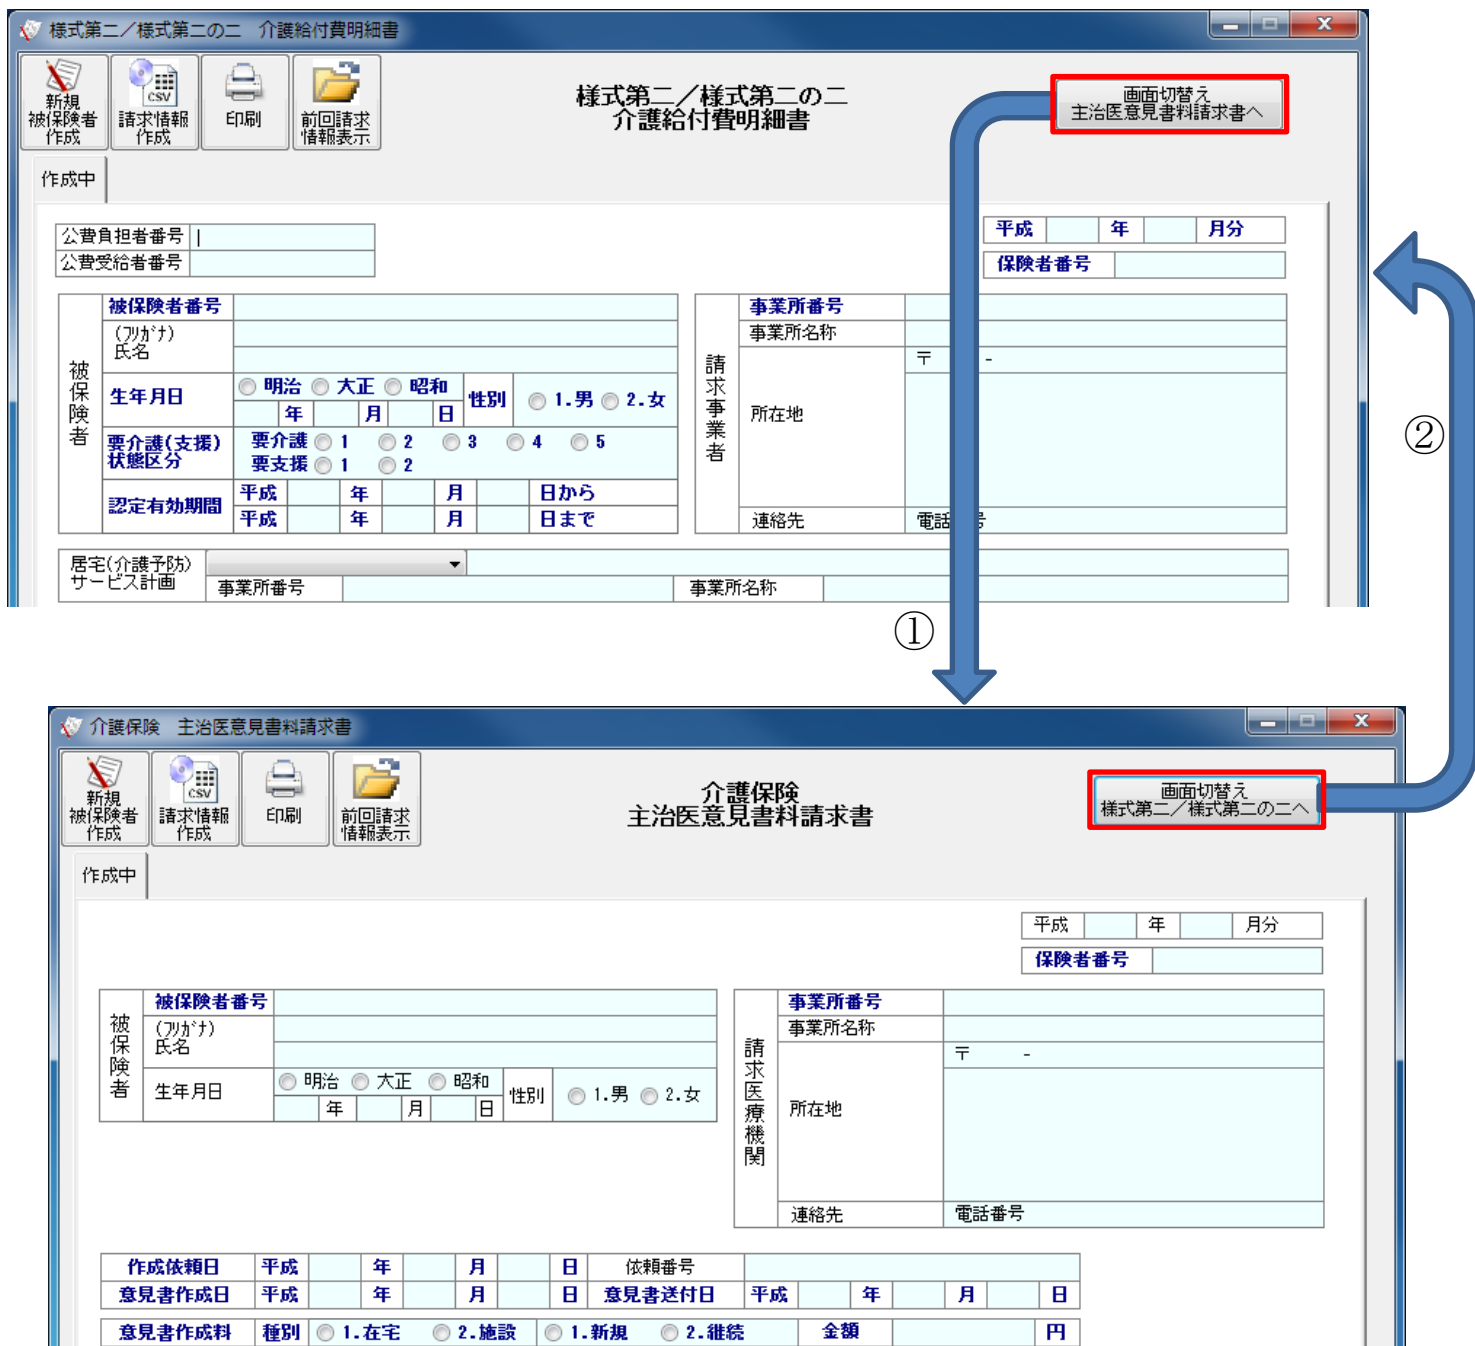 様式第二／様式第二の二　介護給付費明細書
新規
被保険者
作成
請求情報
作成
印刷
前回請求
情報表示
CSV
様式第二／様式第二の二
介護給付費明細書
画面切替え
主治医意見書料請求書へ
作成中
公費負担者番号
公費受給者番号
平成 年 月分
保険者番号
被保険者
被保険者番号
(フリガナ)
氏名
生年月日 明治 大正 昭和 性別 1.男 2.女
年 月 日
要介護(支援)
状態区分
要介護 1 2 3 4 5
要支援 1 2
認定有効期間
平成 年 月 日から
平成 年 月 日まで
請求事業者
事業所番号
事業所名称
〒 -
所在地
連絡先 電話 号
居宅(介護予防)
サービス計画
事業所番号 事業所名称
①
②
介護保険　主治医意見書料請求書
新規
被保険者
作成
CSV
請求情報
作成
印刷
前回請求
情報表示
介護保険
主治医意見書料請求書
画面切替え
様式第二／様式第二の二へ
作成中
平成 年 月分
保険者番号
被保険者
被保険者番号
(フリガナ)
氏名
生年月日 明治 大正 昭和 性別 1.男 2.女
年 月 日
請求医療機関
事業所番号
事業所名称
〒 -
所在地
連絡先 電話番号
作成依頼日 平成 年 月 日 依頼番号
意見書作成日 平成 年 月 日 意見書送付日 平成 年 月 日
意見書作成料 種別 1.在宅 2.施設 1.新規 2.継続 金額 円